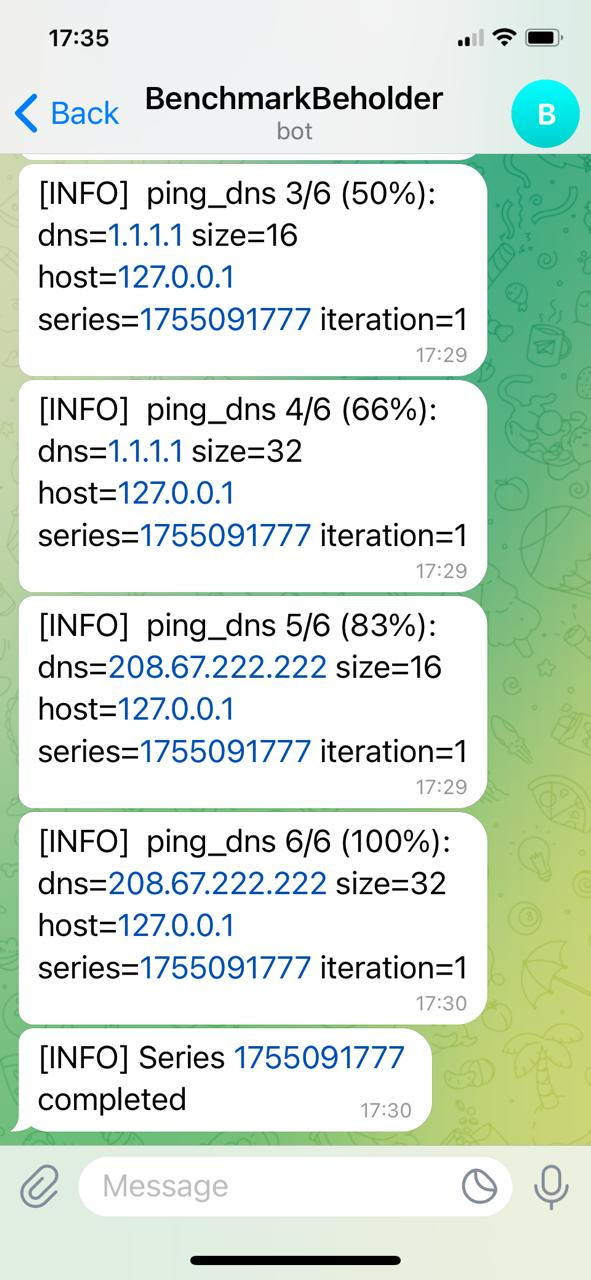 17:35
Back
BenchmarkBeholder
bot
B
[INFO]  ping_dns 3/6 (50%):
dns=1.1.1.1 size=16
host=127.0.0.1
series=1755091777 iteration=1
17:29
[INFO]  ping_dns 4/6 (66%):
dns=1.1.1.1 size=32
host=127.0.0.1
series=1755091777 iteration=1
17:29
[INFO]  ping_dns 5/6 (83%):
dns=208.67.222.222 size=16
host=127.0.0.1
series=1755091777 iteration=1
17:29
[INFO]  ping_dns 6/6 (100%):
dns=208.67.222.222 size=32
host=127.0.0.1
series=1755091777 iteration=1
17:30
[INFO] Series 1755091777
completed
17:30
Message